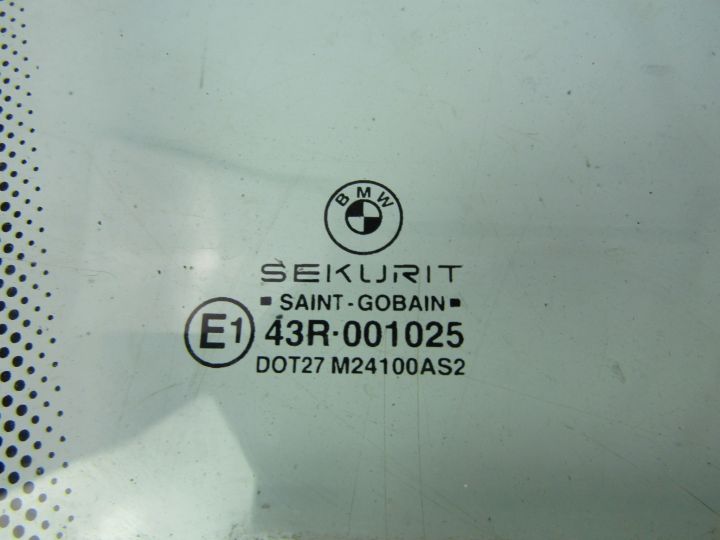 BMW
SEKURIT
▪ SAINT-GOBAIN ▪
E1 43R·001025
DOT27 M24100AS2